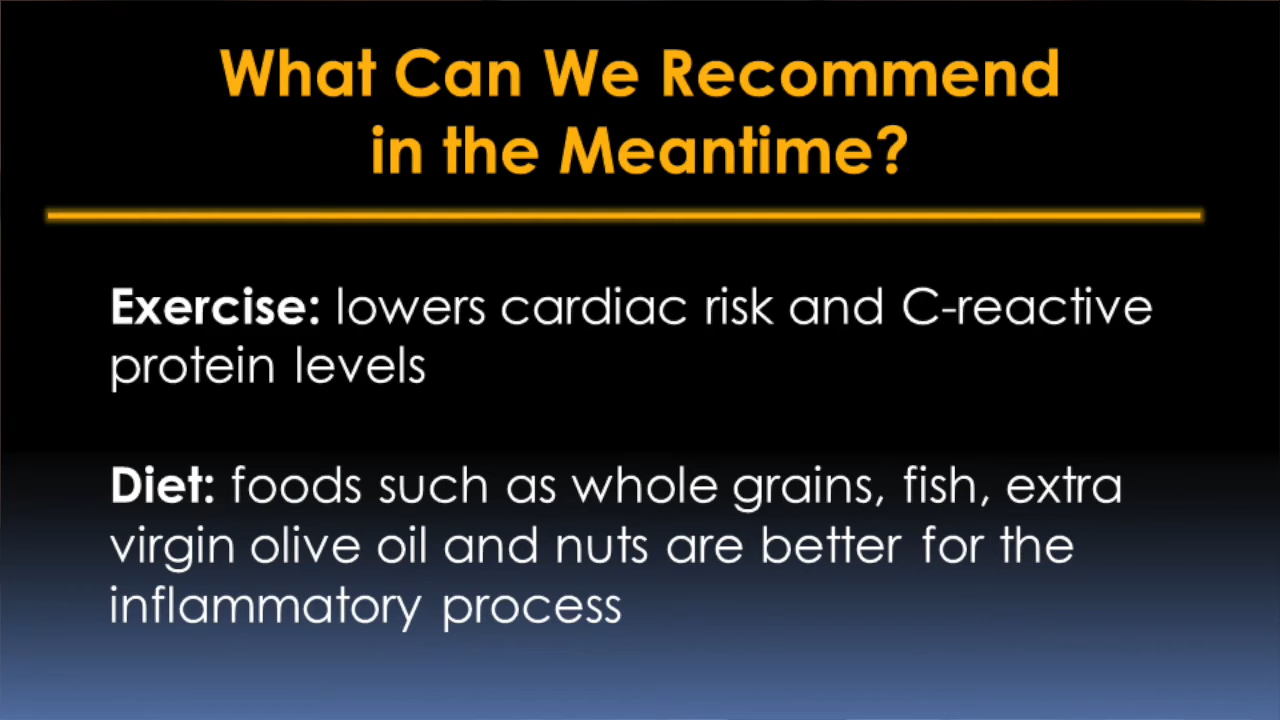 What Can We Recommend
in the Meantime?
Exercise: lowers cardiac risk and C-reactive
protein levels
Diet: foods such as whole grains, fish, extra
virgin olive oil and nuts are better for the
inflammatory process